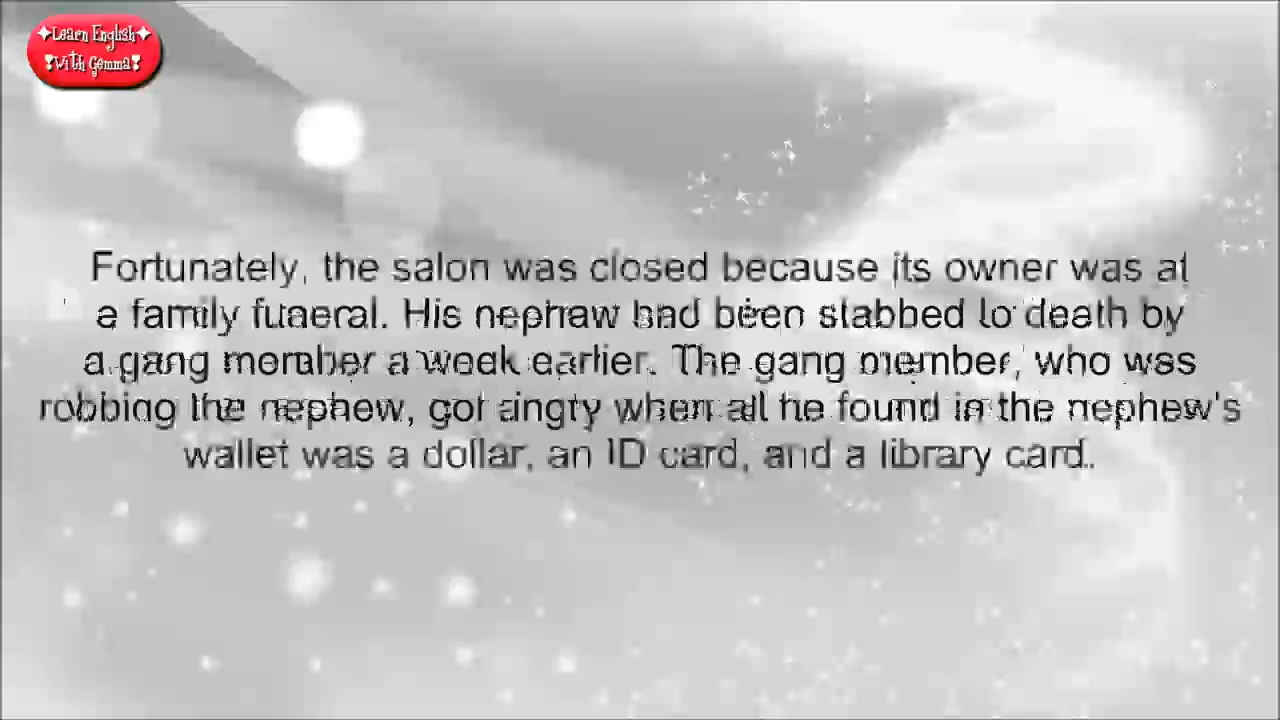 Learn English
With Gemma
Fortunately, the salon was closed because its owner was at
a family funeral. His nephew had been stabbed to death by
a gang member a week earlier. The gang member, who was
robbing the nephew, got angry when all he found in the nephew's
wallet was a dollar, an ID card, and a library card.